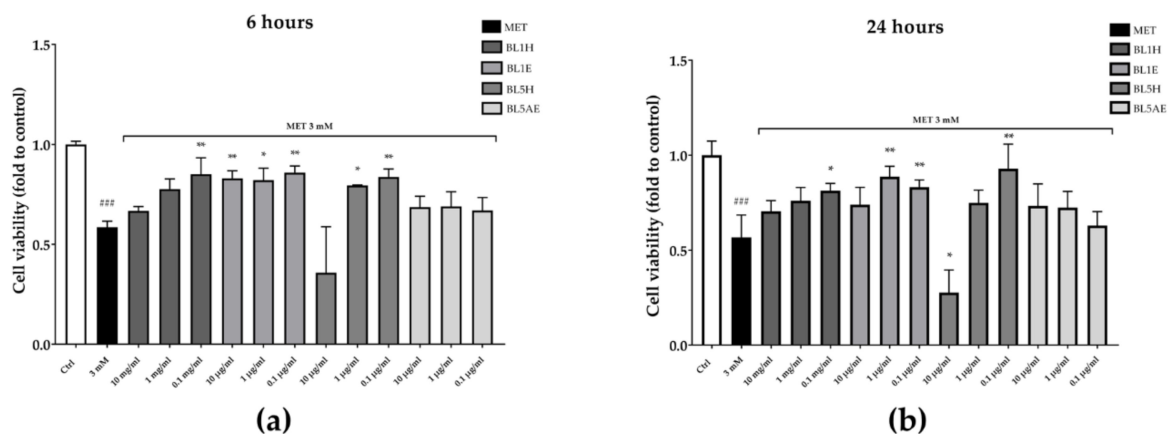 6 hours
MET
BL1H
BL1E
BL5H
BL5AE
1.5
1.0
0.5
0.0
Cell viability (fold to control)
MET 3 mM
###
**
**
*
**
*
**
Ctrl
3 mM
10 mg/ml
1 mg/ml
0.1 mg/ml
10 µg/ml
1 µg/ml
0.1 µg/ml
10 µg/ml
1 µg/ml
0.1 µg/ml
10 µg/ml
1 µg/ml
0.1 µg/ml
(a)
24 hours
MET
BL1H
BL1E
BL5H
BL5AE
1.5
1.0
0.5
0.0
Cell viability (fold to control)
MET 3 mM
###
*
**
**
*
**
Ctrl
3 mM
10 mg/ml
1 mg/ml
0.1 mg/ml
10 µg/ml
1 µg/ml
0.1 µg/ml
10 µg/ml
1 µg/ml
0.1 µg/ml
10 µg/ml
1 µg/ml
0.1 µg/ml
(b)